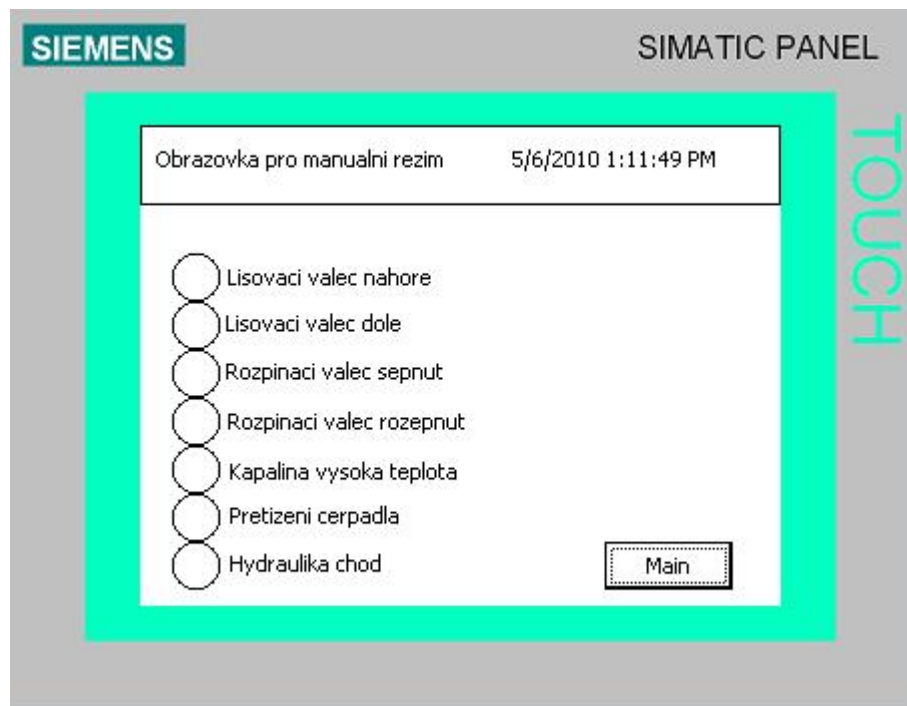 SIEMENS
SIMATIC PANEL
TOUCH
Obrazovka pro manualni rezim 5/6/2010 1:11:49 PM
Lisovaci valec nahore
Lisovaci valec dole
Rozpinaci valec sepnut
Rozpinaci valec rozepnut
Kapalina vysoka teplota
Pretizeni cerpadla
Hydraulika chod
Main